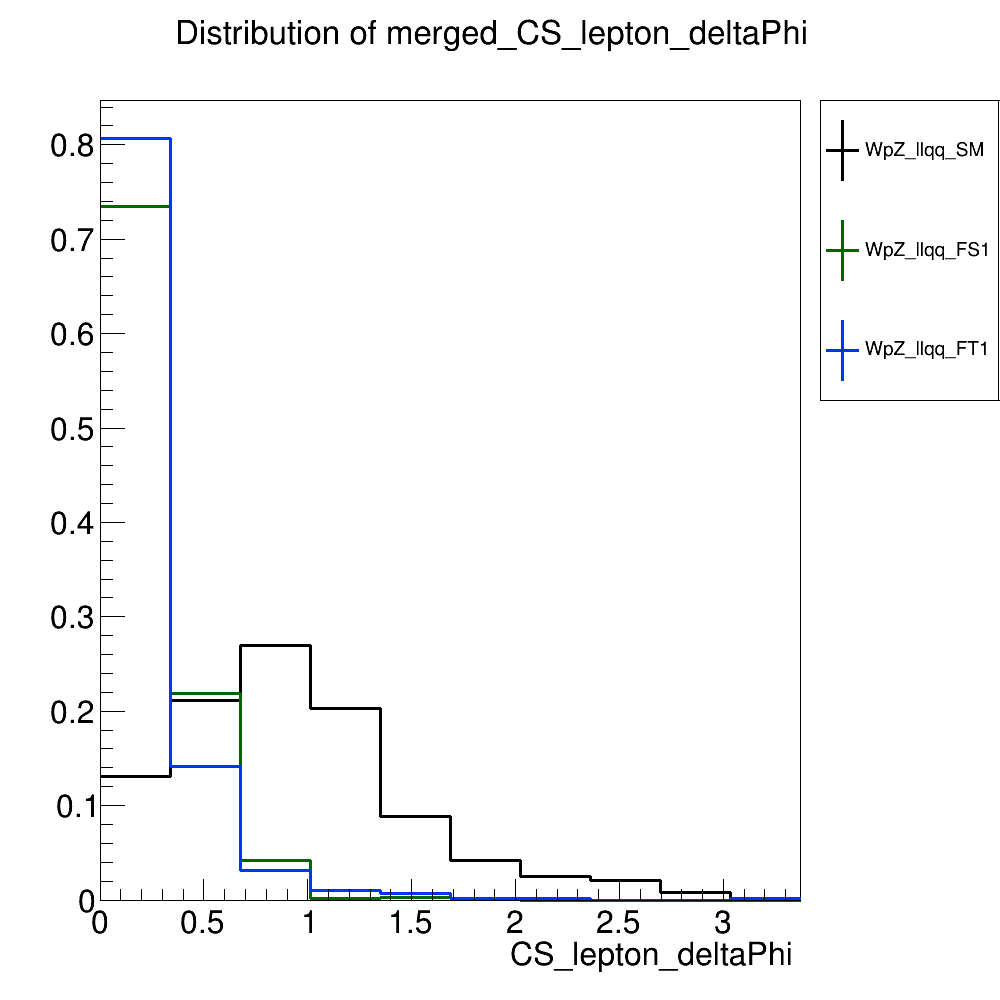 Distribution of merged_CS_lepton_deltaPhi
WpZ_llqq_SM
WpZ_llqq_FS1
WpZ_llqq_FT1
0.8
0.7
0.6
0.5
0.4
0.3
0.2
0.1
0
0 0.5 1 1.5 2 2.5 3
CS_lepton_deltaPhi